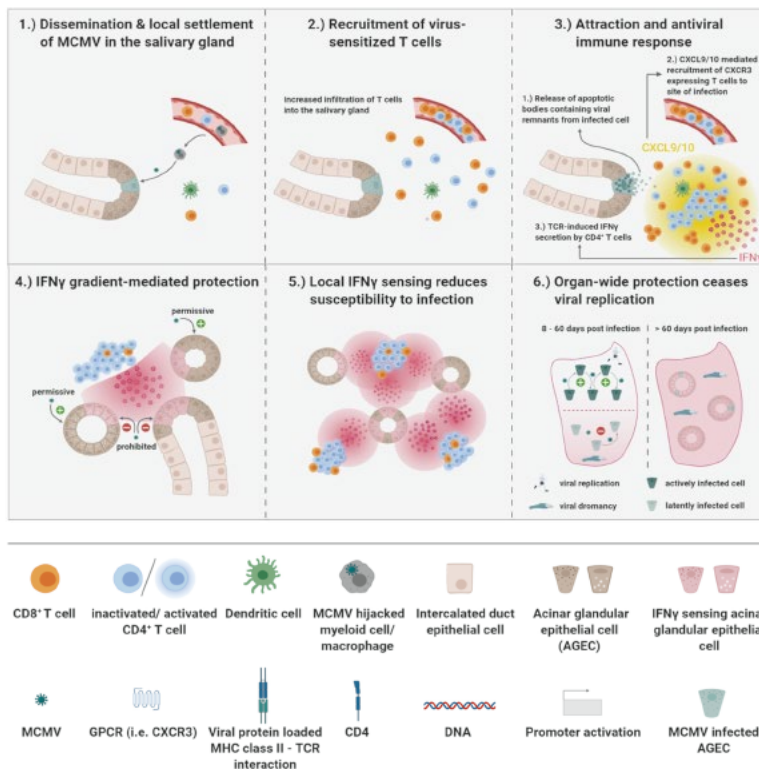 1.) Dissemination & local settlement
of MCMV in the salivary gland
2.) Recruitment of virus-
sensitized T cells
increased infiltration of T cells
into the salivary gland
3.) Attraction and antiviral
immune response
2.) CXCL9/10 mediated
recruitment of CXCR3
expressing T cells to
site of infection
1.) Release of apoptotic
bodies containing viral
remnants from infected cell
CXCL9/10
3.) TCR-induced IFNγ
secretion by CD4⁺ T cells
IFNγ
4.) IFNγ gradient-mediated protection
permissive
permissive
prohibited
5.) Local IFNγ sensing reduces
susceptibility to infection
6.) Organ-wide protection ceases
viral replication
8 - 60 days post infection
> 60 days post infection
viral replication
actively infected cell
viral dromancy
latently infected cell
CD8⁺ T cell
inactivated/ activated
CD4⁺ T cell
Dendritic cell
MCMV hijacked
myeloid cell/
macrophage
Intercalated duct
epithelial cell
Acinar glandular
epithelial cell
(AGEC)
IFNγ sensing acina
glandular epithelia
cell
MCMV
GPCR (i.e. CXCR3)
Viral protein loaded
MHC class II - TCR
interaction
CD4
DNA
Promoter activation
MCMV infected
AGEC